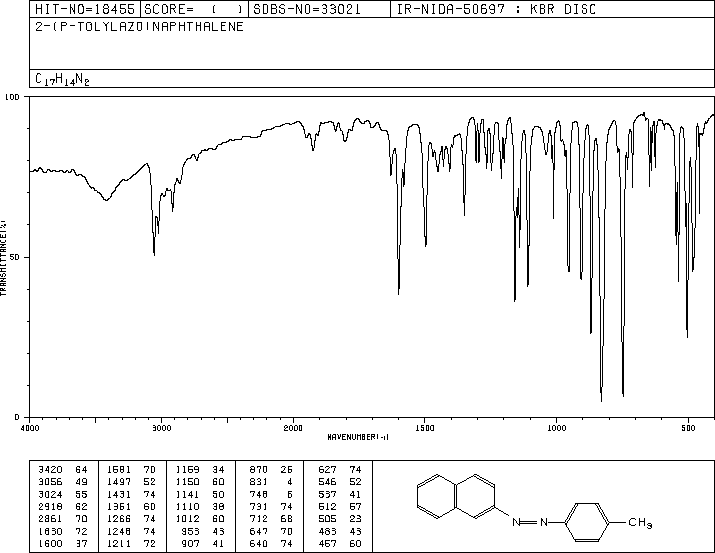 HIT-NO=18455 SCORE= ( ) SDBS-NO=33021 IR-NIDA-50697 : KBR DISC
2-(P-TOLYLAZO)NAPHTHALENE
C17H14N2
100
50
0
TRANSMITTANCE(%)
4000 3000 2000 1500 1000 500
WAVENUMBER(-1)
3420 64 1581 70 1159 34 870 25 627 74
3056 49 1497 52 1150 60 831 4 546 52
3024 55 1431 74 1141 50 748 6 537 41
2918 62 1351 60 1110 38 731 74 512 57
2861 70 1266 74 1012 60 712 68 505 23
1630 72 1248 74 953 43 647 70 483 43
1600 37 1211 72 907 41 640 74 457 60
N N CH3